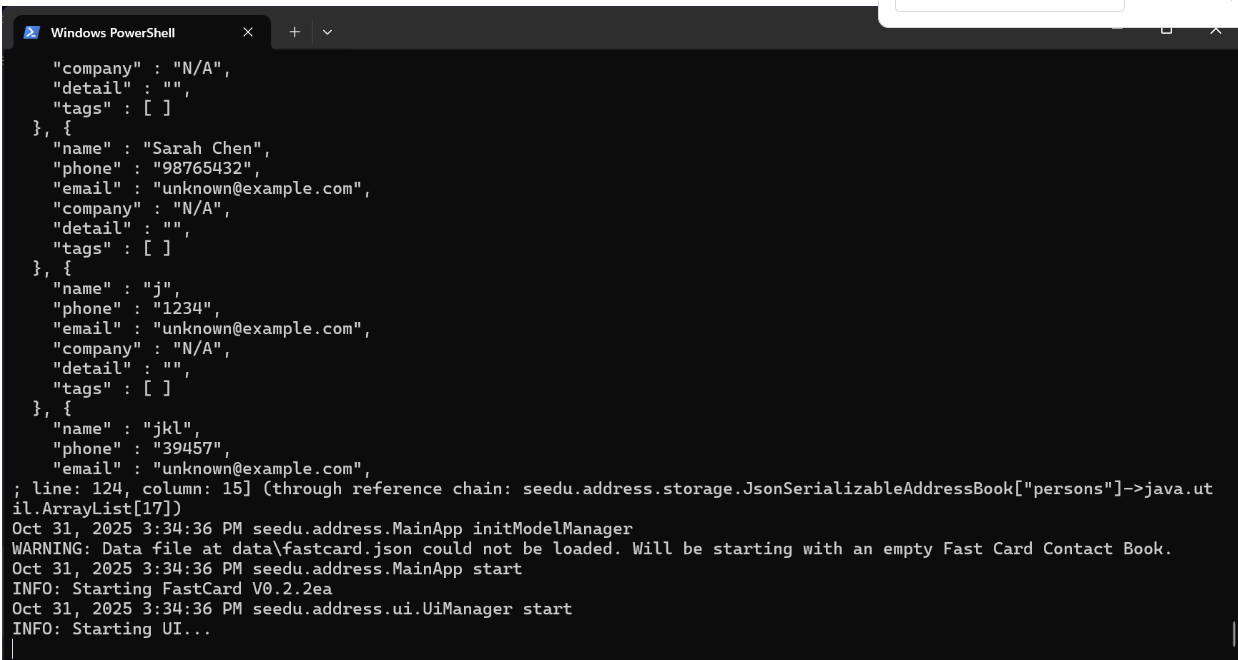 Windows PowerShell
"company" : "N/A",
"detail" : "",
"tags" : [ ]
}, {
"name" : "Sarah Chen",
"phone" : "98765432",
"email" : "unknown@example.com",
"company" : "N/A",
"detail" : "",
"tags" : [ ]
}, {
"name" : "j",
"phone" : "1234",
"email" : "unknown@example.com",
"company" : "N/A",
"detail" : "",
"tags" : [ ]
}, {
"name" : "jkl",
"phone" : "39457",
"email" : "unknown@example.com",
; line: 124, column: 15] (through reference chain: seedu.address.storage.JsonSerializableAddressBook["persons"]->java.ut
il.ArrayList[17])
Oct 31, 2025 3:34:36 PM seedu.address.MainApp initModelManager
WARNING: Data file at data\fastcard.json could not be loaded. Will be starting with an empty Fast Card Contact Book.
Oct 31, 2025 3:34:36 PM seedu.address.MainApp start
INFO: Starting FastCard V0.2.2ea
Oct 31, 2025 3:34:36 PM seedu.address.ui.UiManager start
INFO: Starting UI...